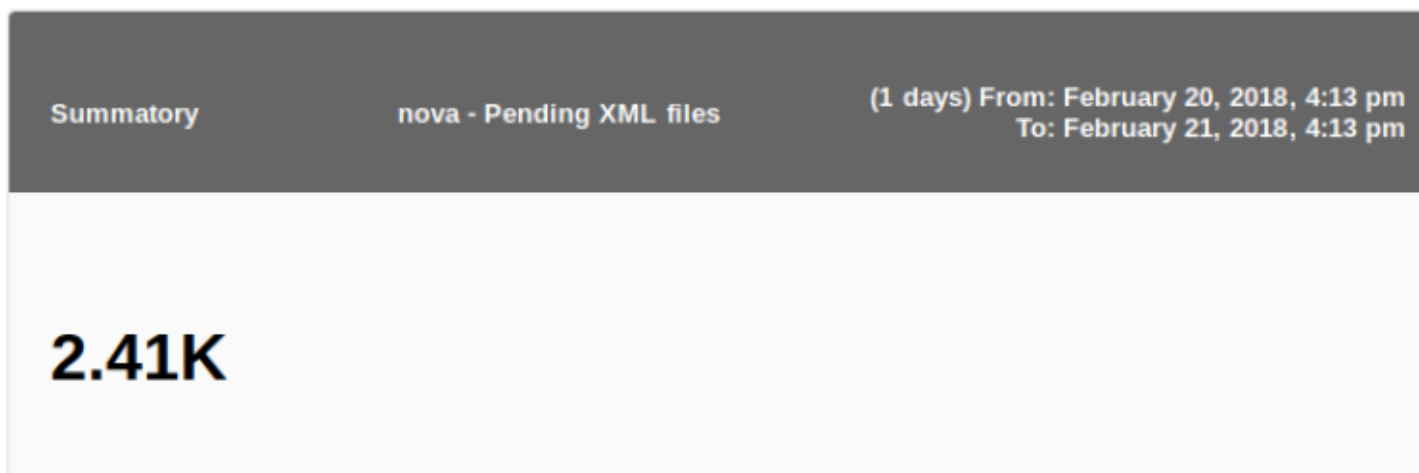 Summatory
nova - Pending XML files
(1 days) From: February 20, 2018, 4:13 pm
To: February 21, 2018, 4:13 pm
2.41K